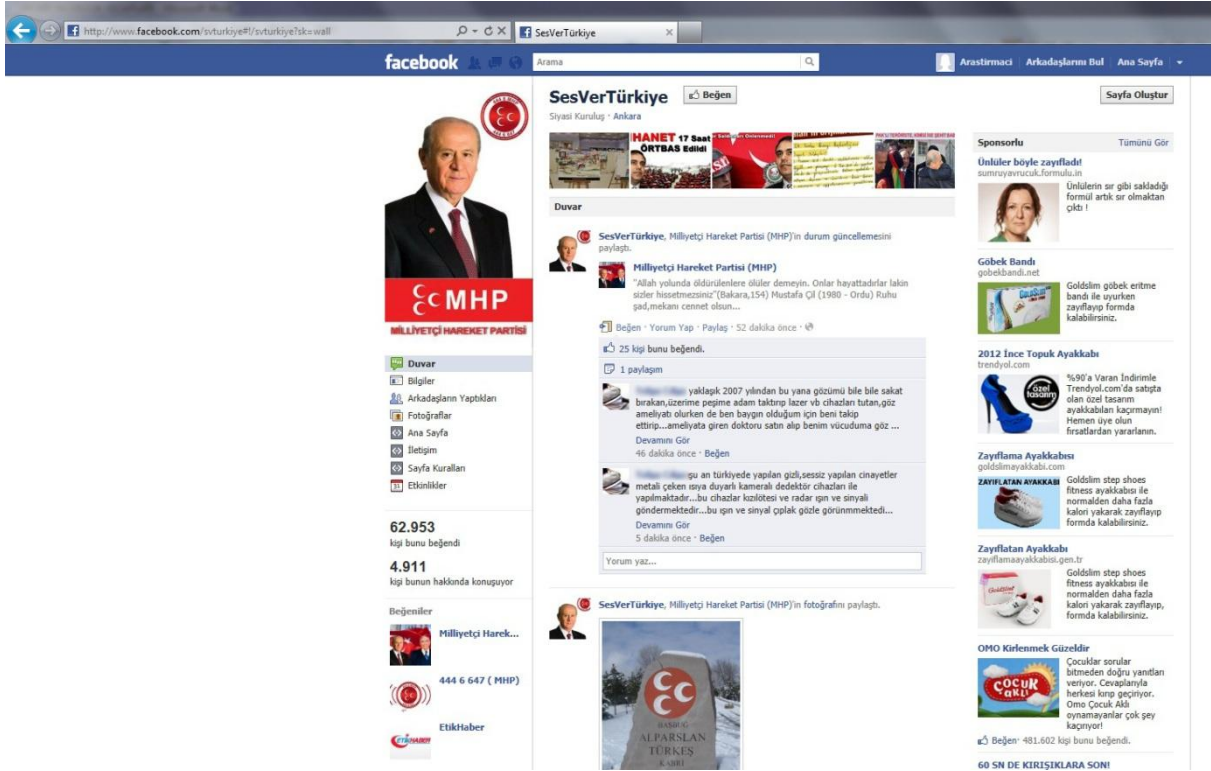 http://www.facebook.com/svturkiye#!/svturkiye?sk=wall
SesVerTürkiye
facebook
Arama
Arastirmaci
Arkadaşlarını Bul
Ana Sayfa
MHP
MİLLİYETÇİ HAREKET PARTİSİ
Duvar
Bilgiler
Arkadaşların Yaptıkları
Fotoğraflar
Ana Sayfa
İletişim
Sayfa Kuralları
Etkinlikler
62.953
kişi bunu beğendi
4.911
kişi bunun hakkında konuşuyor
Beğeniler
Milliyetçi Harek...
444 6 647 ( MHP)
EtikHaber
SesVerTürkiye
Beğen
Sayfa Oluştur
Siyasi Kuruluş · Ankara
HANET 17 Saat
ÖRTBAS Edildi
Duvar
SesVerTürkiye, Milliyetçi Hareket Partisi (MHP)'in durum güncellemesini
paylaştı.
Milliyetçi Hareket Partisi (MHP)
"Allah yolunda öldürülenlere ölüler demeyin. Onlar hayattadırlar lakin
sizler hissetmezsiniz"(Bakara,154) Mustafa Çil (1980 - Ordu) Ruhu
şad,mekanı cennet olsun...
Beğen · Yorum Yap · Paylaş · 52 dakika önce ·
25 kişi bunu beğendi.
1 paylaşım
yaklaşık 2007 yılından bu yana gözümü bile bile sakat
bırakan,üzerime peşime adam taktırıp lazer vb cihazları tutan,göz
ameliyatı olurken de ben baygın olduğum için beni takip
ettirip...ameliyata giren doktoru satın alıp benim vücuduma göz ...
Devamını Gör
46 dakika önce · Beğen
şu an türkiyede yapılan gizli,sessiz yapılan cinayetler
metali çeken ısıya duyarlı kameralı dedektör cihazları ile
yapılmaktadır...bu cihazlar kızılötesi ve radar ışın ve sinyali
göndermektedir...bu ışın ve sinyal çıplak gözle görünmmektedi...
Devamını Gör
5 dakika önce · Beğen
Yorum yaz...
SesVerTürkiye, Milliyetçi Hareket Partisi (MHP)'in fotoğrafını paylaştı.
BAŞBUĞ
ALPARSLAN
TÜRKEŞ
KABRİ
Sponsorlu
Tümünü Gör
Ünlüler böyle zayıfladı!
sumruyavrucuk.formulu.in
Ünlülerin sır gibi sakladığı
formül artık sır olmaktan
çıktı !
Göbek Bandı
gobekbandi.net
Goldslim göbek eritme
bandı ile uyurken
zayıflayıp formda
kalabilirsiniz.
2012 İnce Topuk Ayakkabı
trendyol.com
özel
tasarım
%90'a Varan İndirimle
Trendyol.com'da satışta
olan özel tasarım
ayakkabıları kaçırmayın!
Hemen üye olun
fırsatlardan yararlanın.
Zayıflama Ayakkabısı
goldslimayakkabi.com
ZAYIFLATAN AYAKKABI
Goldslim step shoes
fitness ayakkabısı ile
normalden daha fazla
kalori yakarak zayıflayıp
formda kalabilirsiniz.
Zayıflatan Ayakkabı
zayiflamaayakkabisi.gen.tr
Goldslim step shoes
fitness ayakkabısı ile
normalden daha fazla
kalori yakarak zayıflayıp,
formda kalabilirsiniz.
OMO Kirlenmek Güzeldir
ÇOCUK
AKLI
Çocuklar sorular
bitmeden doğru yanıtları
veriyor. Cevaplarıyla
herkesi kırıp geçiriyor.
Omo Çocuk Aklı
oynamayanlar çok şey
kaçırıyor!
Beğen · 481.602 kişi bunu beğendi.
60 SN DE KIRIŞIKLARA SON!